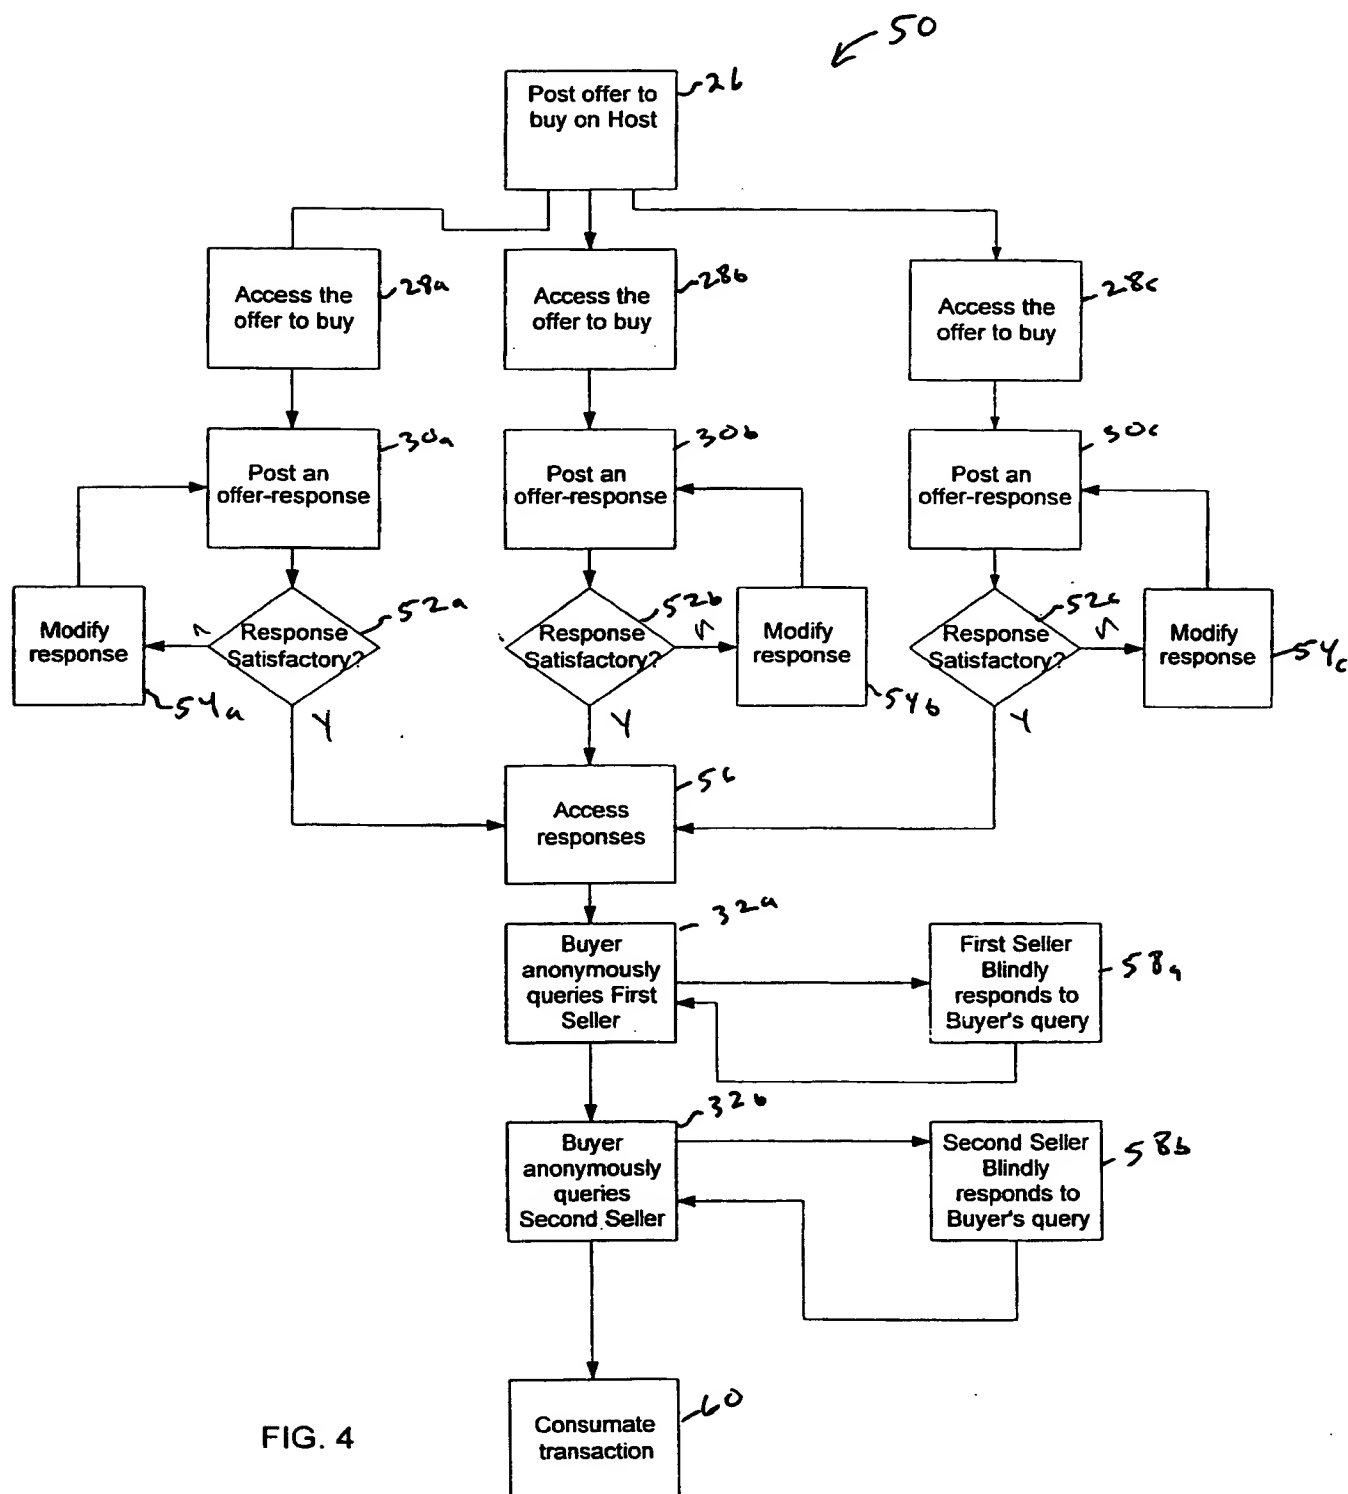 50
Post offer to
buy on Host
26
Access the
offer to buy
28a
Access the
offer to buy
28b
Access the
offer to buy
28c
Post an
offer-response
30a
Post an
offer-response
30b
Post an
offer-response
30c
Modify
response
54a
n
Response
Satisfactory?
52a
Y
Response
Satisfactory?
52b
n
Y
Modify
response
54b
Response
Satisfactory?
52c
n
Y
Modify
response
54c
Access
responses
56
Buyer
anonymously
queries First
Seller
32a
First Seller
Blindly
responds to
Buyer's query
58a
Buyer
anonymously
queries
Second Seller
32b
Second Seller
Blindly
responds to
Buyer's query
58b
Consumate
transaction
60
FIG. 4